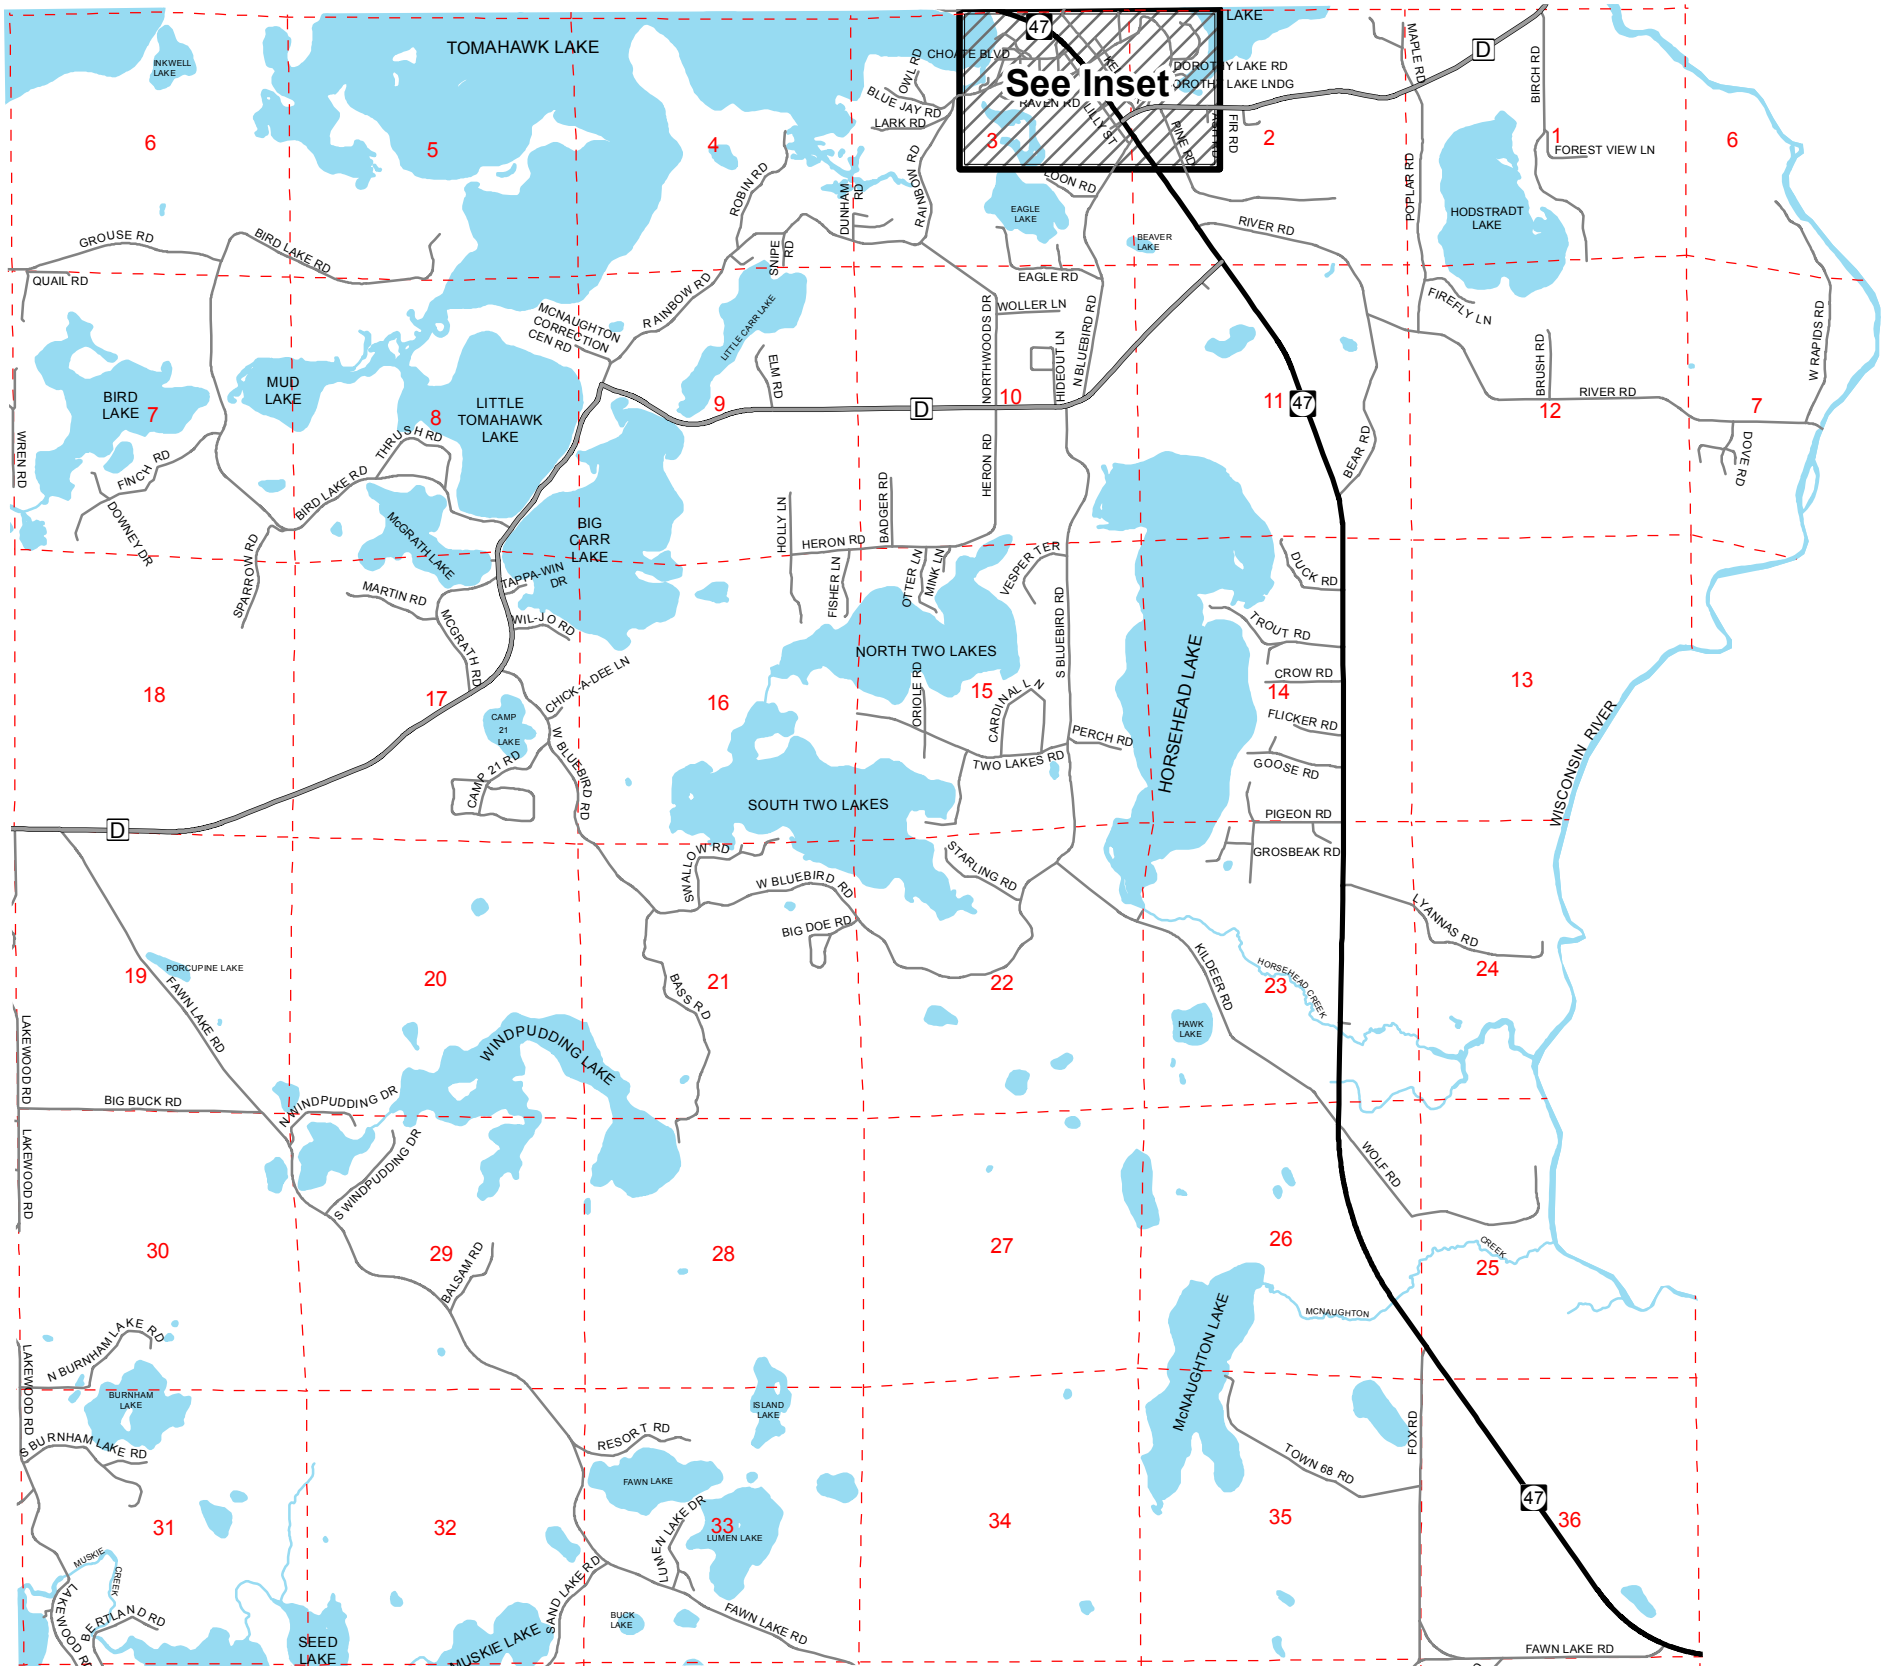 TOMAHAWK LAKE
INKWELL
LAKE
47
LAKE
CHOATE BLVD
OWL RD
See Inset
DOROTHY LAKE RD
OROTHY LAKE LNDG
RAVEN RD
LILLY ST
PINE RD
FIR RD
MAPLE RD
D
BIRCH RD
BLUE JAY RD
LARK RD
6
5
4
3
2
1
6
FOREST VIEW LN
POPLAR RD
HODSTRADT
LAKE
ROBIN RD
DUNHAM
RD
RAINBOW RD
LOON RD
EAGLE
LAKE
BEAVER
LAKE
RIVER RD
GROUSE RD
BIRD LAKE RD
QUAIL RD
SNIPE
RD
RAINBOW RD
EAGLE RD
WOLLER LN
NORTHWOODS DR
N BLUEBIRD RD
HIDEOUT LN
FIREFLY LN
W RAPIDS RD
MCNAUGHTON
CORRECTION
CEN RD
LITTLE CARR LAKE
ELM RD
BRUSH RD
RIVER RD
BIRD
LAKE
7
MUD
LAKE
8
LITTLE
TOMAHAWK
LAKE
9
D
10
11
47
12
7
DOVE RD
WREN RD
FINCH RD
DOWNEY DR
THRUSH RD
BIRD LAKE RD
SPARROW RD
McGRATH LAKE
BIG
CARR
LAKE
HOLLY LN
HERON RD
BADGER RD
HERON RD
BEAR RD
FISHER LN
OTTER LN
MINK LN
VESPER TER
S BLUEBIRD RD
DUCK RD
TROUT RD
CROW RD
FLICKER RD
GOOSE RD
PIGEON RD
GROSBEAK RD
MARTIN RD
TAPPA-WIN
DR
WIL-JO RD
MCGRATH RD
CHICK-A-DEE LN
NORTH TWO LAKES
ORIOLE RD
CARDINAL LN
HORSEHEAD LAKE
18
17
16
15
14
13
CAMP
21
LAKE
CAMP 21 RD
W BLUEBIRD RD
PERCH RD
TWO LAKES RD
SOUTH TWO LAKES
WISCONSIN RIVER
D
SWALLOW RD
W BLUEBIRD RD
BIG DOE RD
STARLING RD
LYANNAS RD
KILDEER RD
HORSEHEAD CREEK
19
PORCUPINE LAKE
20
21
22
23
24
FAWN LAKE RD
BASS RD
HAWK
LAKE
LAKEWOOD RD
WINDPUDDING LAKE
BIG BUCK RD
N WINDPUDDING DR
S WINDPUDDING DR
LAKEWOOD RD
WOLF RD
30
29
28
27
26
25
BALSAM RD
CREEK
MCNAUGHTON
McNAUGHTON LAKE
N BURNHAM LAKE RD
LAKEWOOD RD
BURNHAM
LAKE
S BURNHAM LAKE RD
ISLAND
LAKE
RESORT RD
FAWN LAKE
LUMEN LAKE DR
LUMEN LAKE
TOWN 68 RD
FOX RD
47
31
32
33
34
35
36
MUSKIE
CREEK
LAKEWOOD RD
BERTLAND RD
SEED
LAKE
MUSKIE LAKE
SAND LAKE RD
BUCK
LAKE
FAWN LAKE RD
FAWN LAKE RD